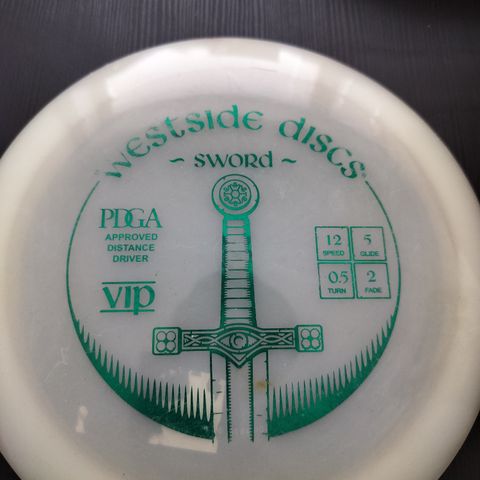 westside discs
~ sword ~
PDGA
APPROVED
DISTANCE
DRIVER
VIP
12
SPEED
5
GLIDE
0.5
TURN
2
FADE